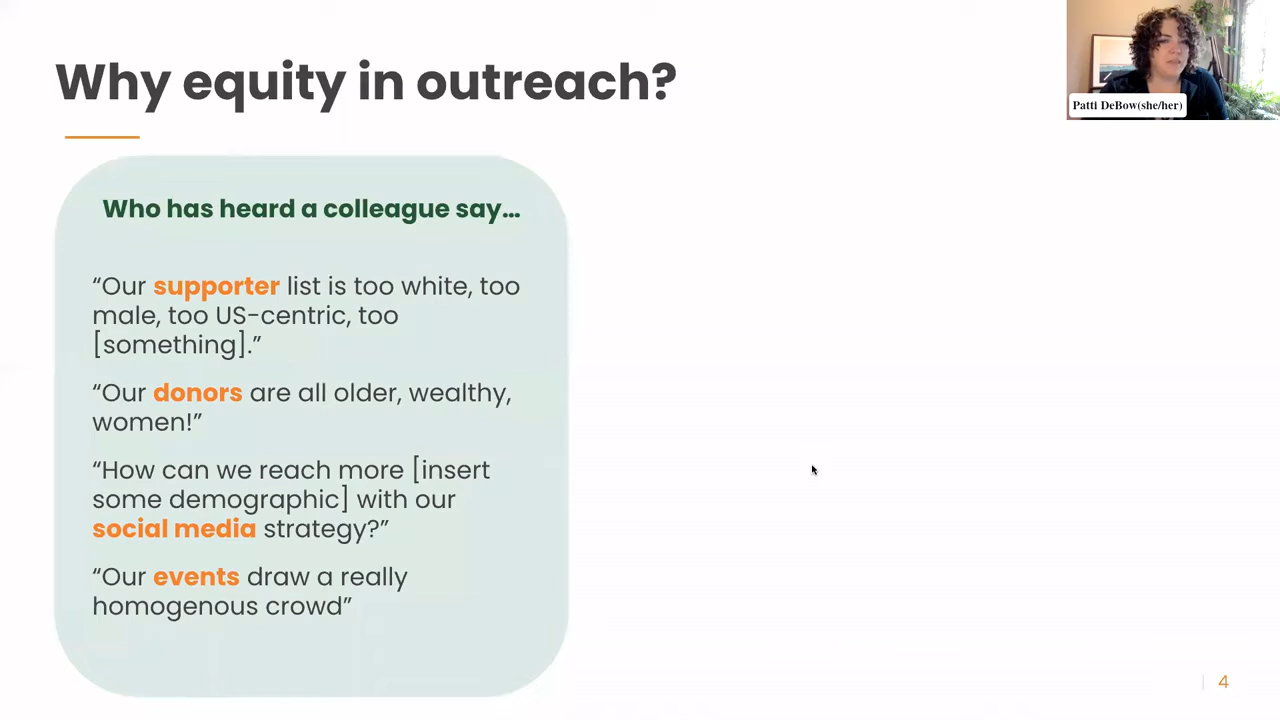 Why equity in outreach?
Patti DeBow(she/her)
Who has heard a colleague say…
“Our supporter list is too white, too
male, too US-centric, too
[something].”
“Our donors are all older, wealthy,
women!”
“How can we reach more [insert
some demographic] with our
social media strategy?”
“Our events draw a really
homogenous crowd”
4